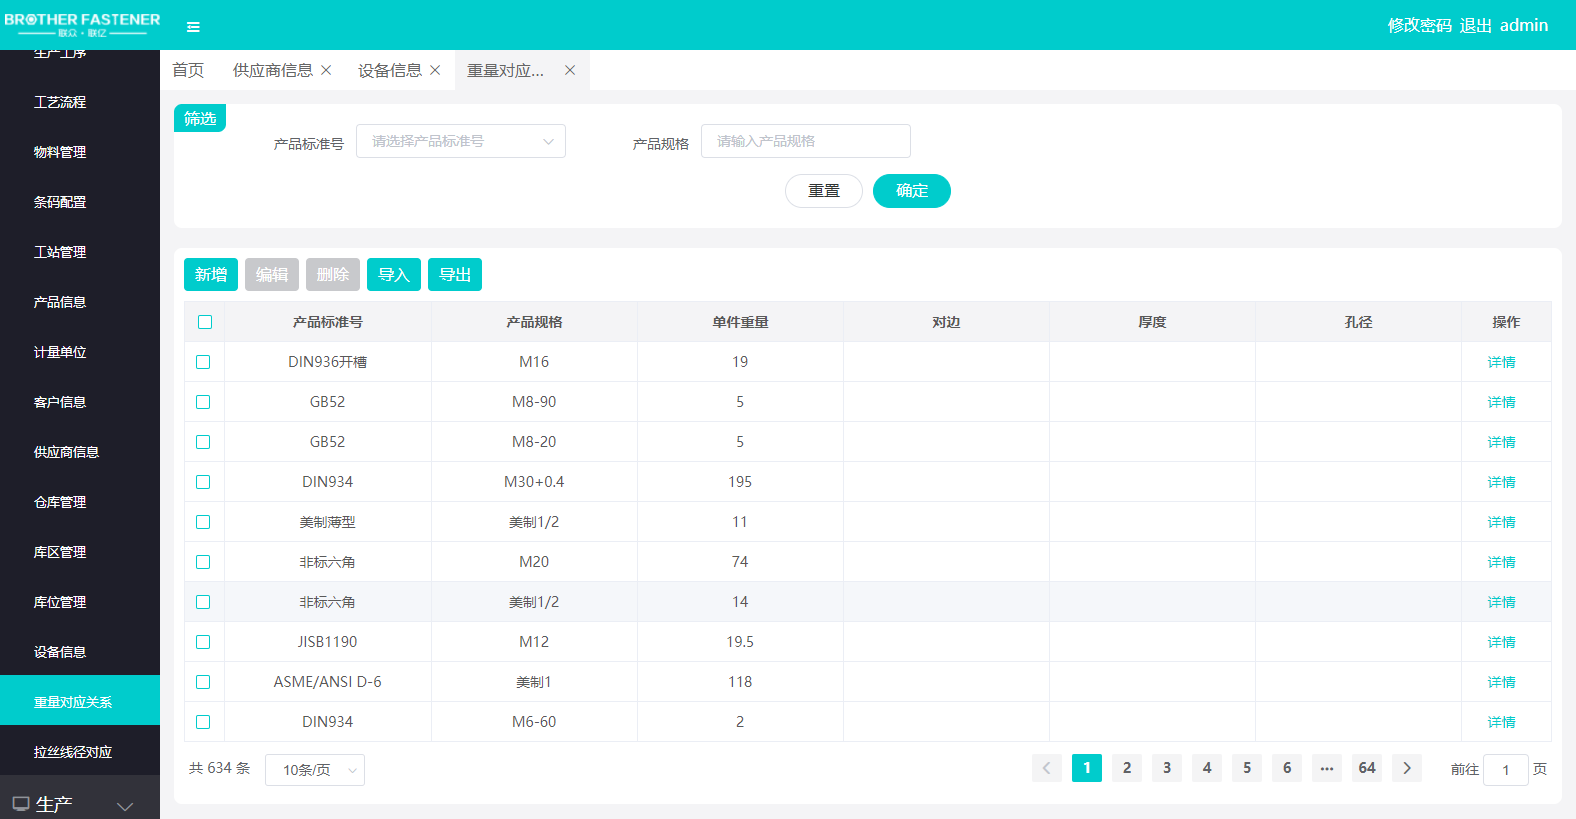 BROTHER FASTENER
联众·联亿
修改密码 退出 admin
生产工序
工艺流程
物料管理
条码配置
工站管理
产品信息
计量单位
客户信息
供应商信息
仓库管理
库区管理
库位管理
设备信息
重量对应关系
拉丝线径对应
生产
首页 供应商信息 设备信息 重量对应...
筛选
产品标准号 请选择产品标准号 产品规格 请输入产品规格
重置 确定
新增 编辑 删除 导入 导出
产品标准号 产品规格 单件重量 对边 厚度 孔径 操作
DIN936开槽 M16 19 详情
GB52 M8-90 5 详情
GB52 M8-20 5 详情
DIN934 M30+0.4 195 详情
美制薄型 美制1/2 11 详情
非标六角 M20 74 详情
非标六角 美制1/2 14 详情
JISB1190 M12 19.5 详情
ASME/ANSI D-6 美制1 118 详情
DIN934 M6-60 2 详情
共 634 条 10条/页 1 2 3 4 5 6 ••• 64 前往 1 页